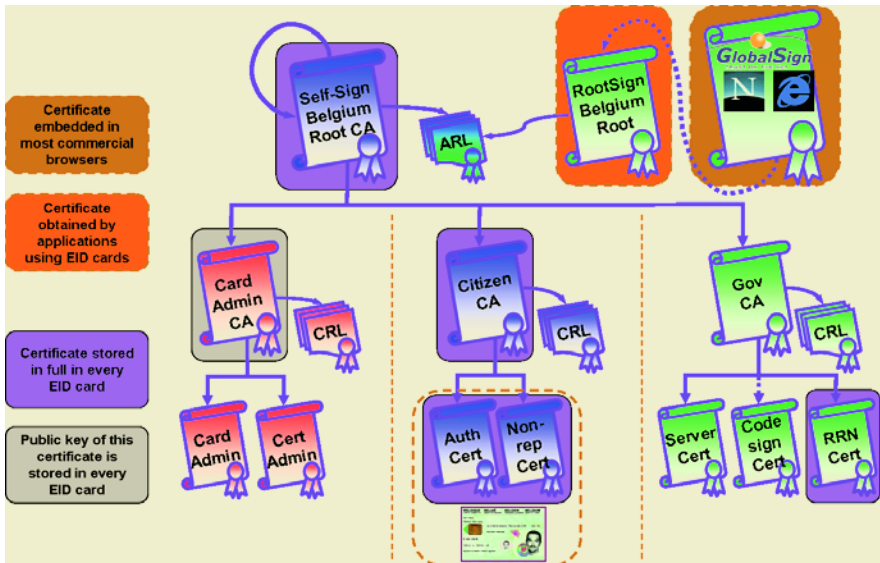 Certificate
embedded in
most commercial
browsers
Certificate
obtained by
applications
using EID cards
Certificate stored
in full in every
EID card
Public key of this
certificate is
stored in every
EID card
Self-Sign
Belgium
Root CA
ARL
RootSign
Belgium
Root
GlobalSign
N
e
Card
Admin
CA
CRL
Citizen
CA
CRL
Gov
CA
CRL
Card
Admin
Cert
Admin
Auth
Cert
Non-
rep
Cert
Server
Cert
Code
sign
Cert
RRN
Cert